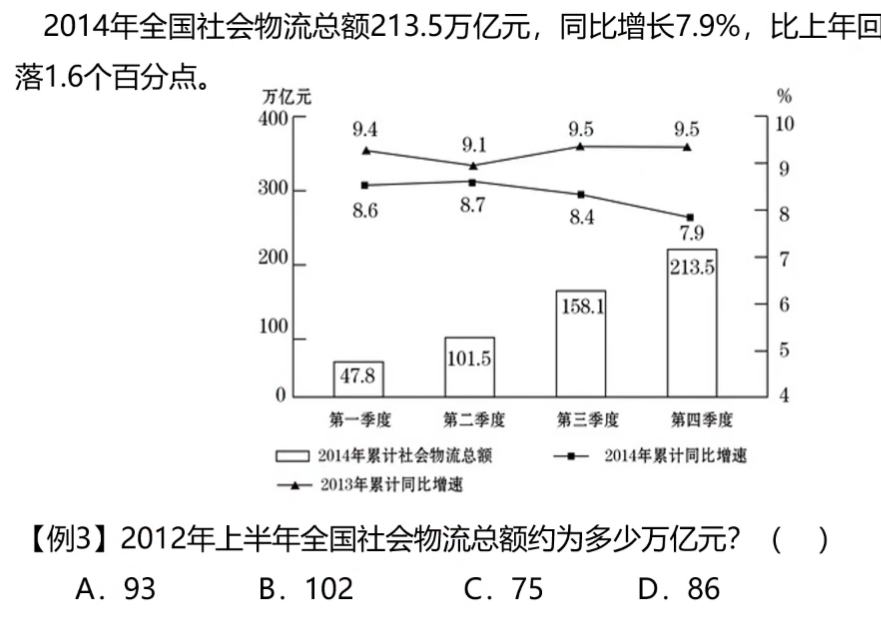 2014年全国社会物流总额213.5万亿元，同比增长7.9%，比上年回
落1.6个百分点。
万亿元 %
400 10
9.4 9.1 9.5 9.5
9
300
8.6 8.7 8.4 7.9
8
200 7
213.5
158.1
6
100
5
101.5
47.8
0 4
第一季度 第二季度 第三季度 第四季度
2014年累计社会物流总额 2014年累计同比增速
2013年累计同比增速
【例3】2012年上半年全国社会物流总额约为多少万亿元？（ ）
A．93 B．102 C．75 D．86